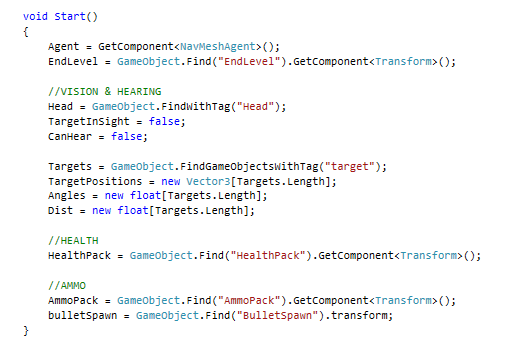 void Start()
{
Agent = GetComponent<NavMeshAgent>();
EndLevel = GameObject.Find("EndLevel").GetComponent<Transform>();
//VISION & HEARING
Head = GameObject.FindWithTag("Head");
TargetInSight = false;
CanHear = false;
Targets = GameObject.FindGameObjectsWithTag("target");
TargetPositions = new Vector3[Targets.Length];
Angles = new float[Targets.Length];
Dist = new float[Targets.Length];
//HEALTH
HealthPack = GameObject.Find("HealthPack").GetComponent<Transform>();
//AMMO
AmmoPack = GameObject.Find("AmmoPack").GetComponent<Transform>();
bulletSpawn = GameObject.Find("BulletSpawn").transform;
}